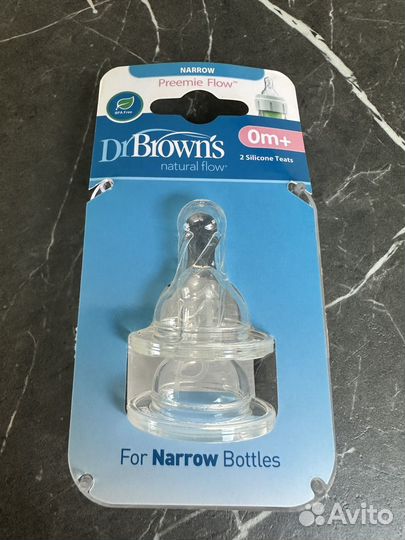 NARROW
Preemie Flow™
BPA Free
Dr Brown's
natural flow®
0m+
2 Silicone Teats
For Narrow Bottles
Avito